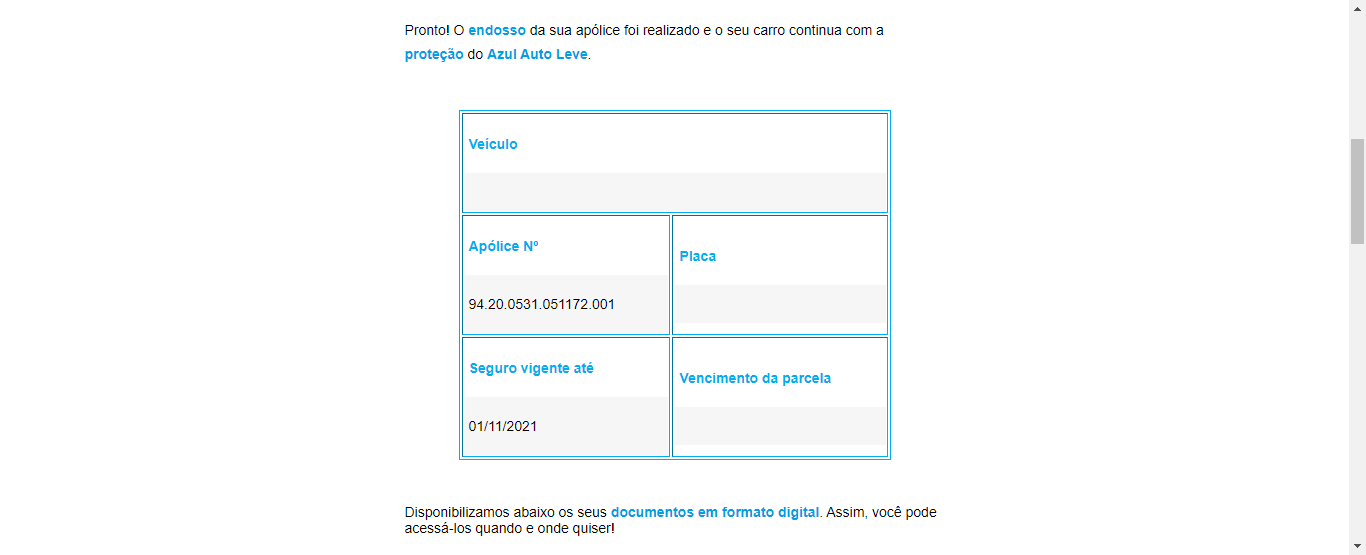 Pronto! O endosso da sua apólice foi realizado e o seu carro continua com a
proteção do Azul Auto Leve.
Veículo
Apólice Nº
Placa
94.20.0531.051172.001
Seguro vigente até
Vencimento da parcela
01/11/2021
Disponibilizamos abaixo os seus documentos em formato digital. Assim, você pode
acessá-los quando e onde quiser!